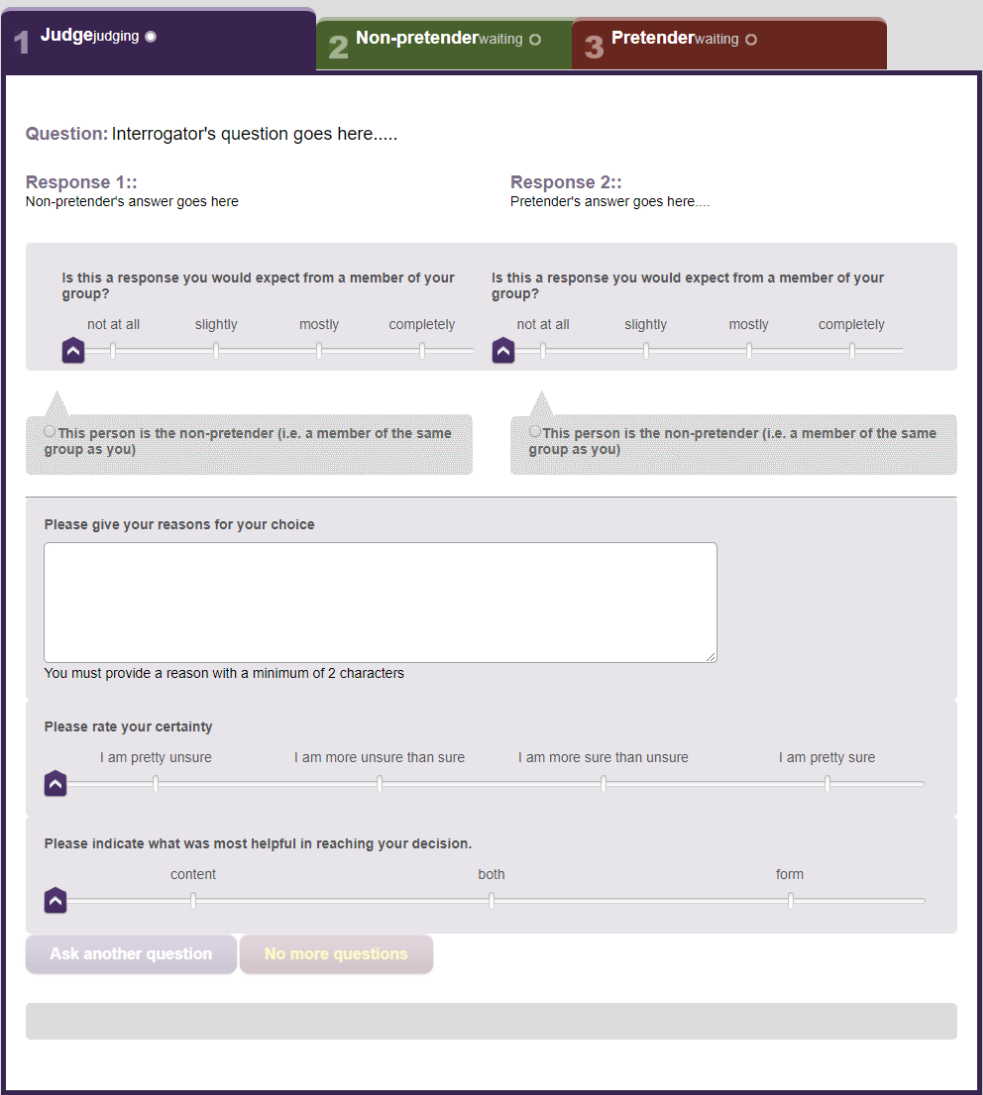 1 Judgejudging
2 Non-pretenderwaiting
3 Pretenderwaiting
Question: Interrogator's question goes here.....
Response 1::
Non-pretender's answer goes here
Response 2::
Pretender's answer goes here....
Is this a response you would expect from a member of your
group?
not at all slightly mostly completely
Is this a response you would expect from a member of your
group?
not at all slightly mostly completely
This person is the non-pretender (i.e. a member of the same
group as you)
This person is the non-pretender (i.e. a member of the same
group as you)
Please give your reasons for your choice
You must provide a reason with a minimum of 2 characters
Please rate your certainty
I am pretty unsure I am more unsure than sure I am more sure than unsure I am pretty sure
Please indicate what was most helpful in reaching your decision.
content both form
Ask another question No more questions